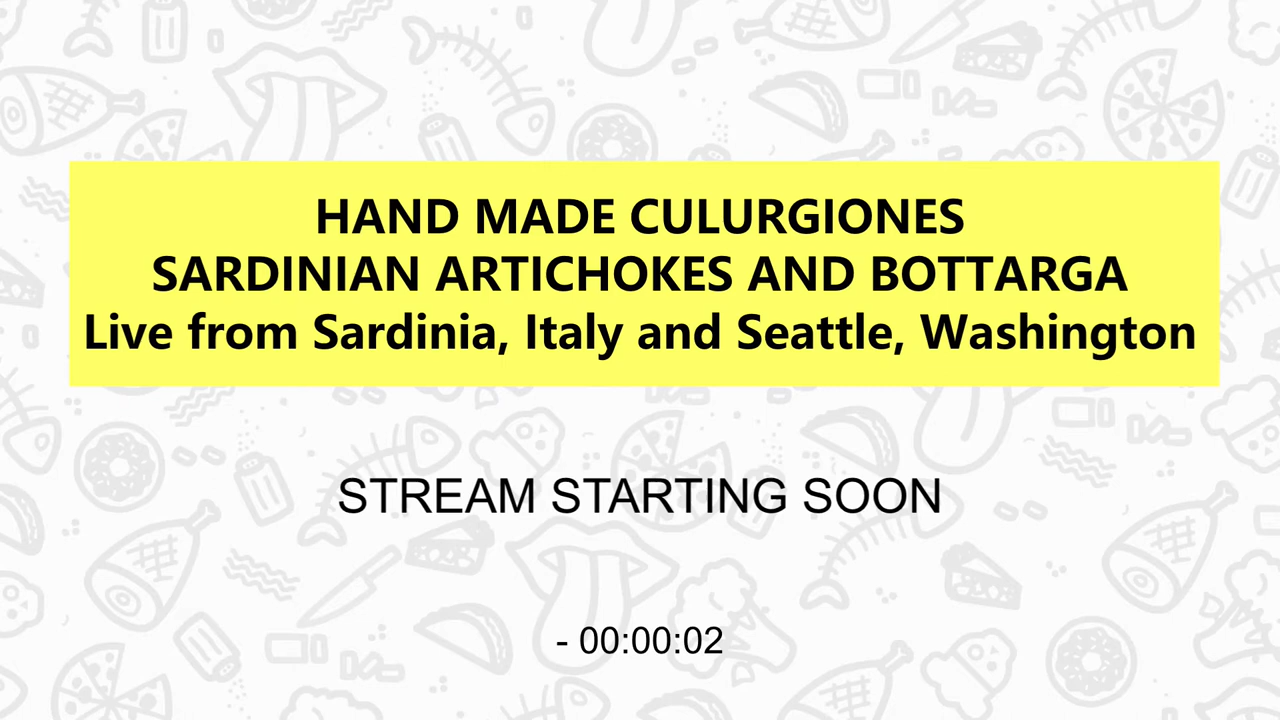 HAND MADE CULURGIONES
SARDINIAN ARTICHOKES AND BOTTARGA
Live from Sardinia, Italy and Seattle, Washington
STREAM STARTING SOON
- 00:00:02